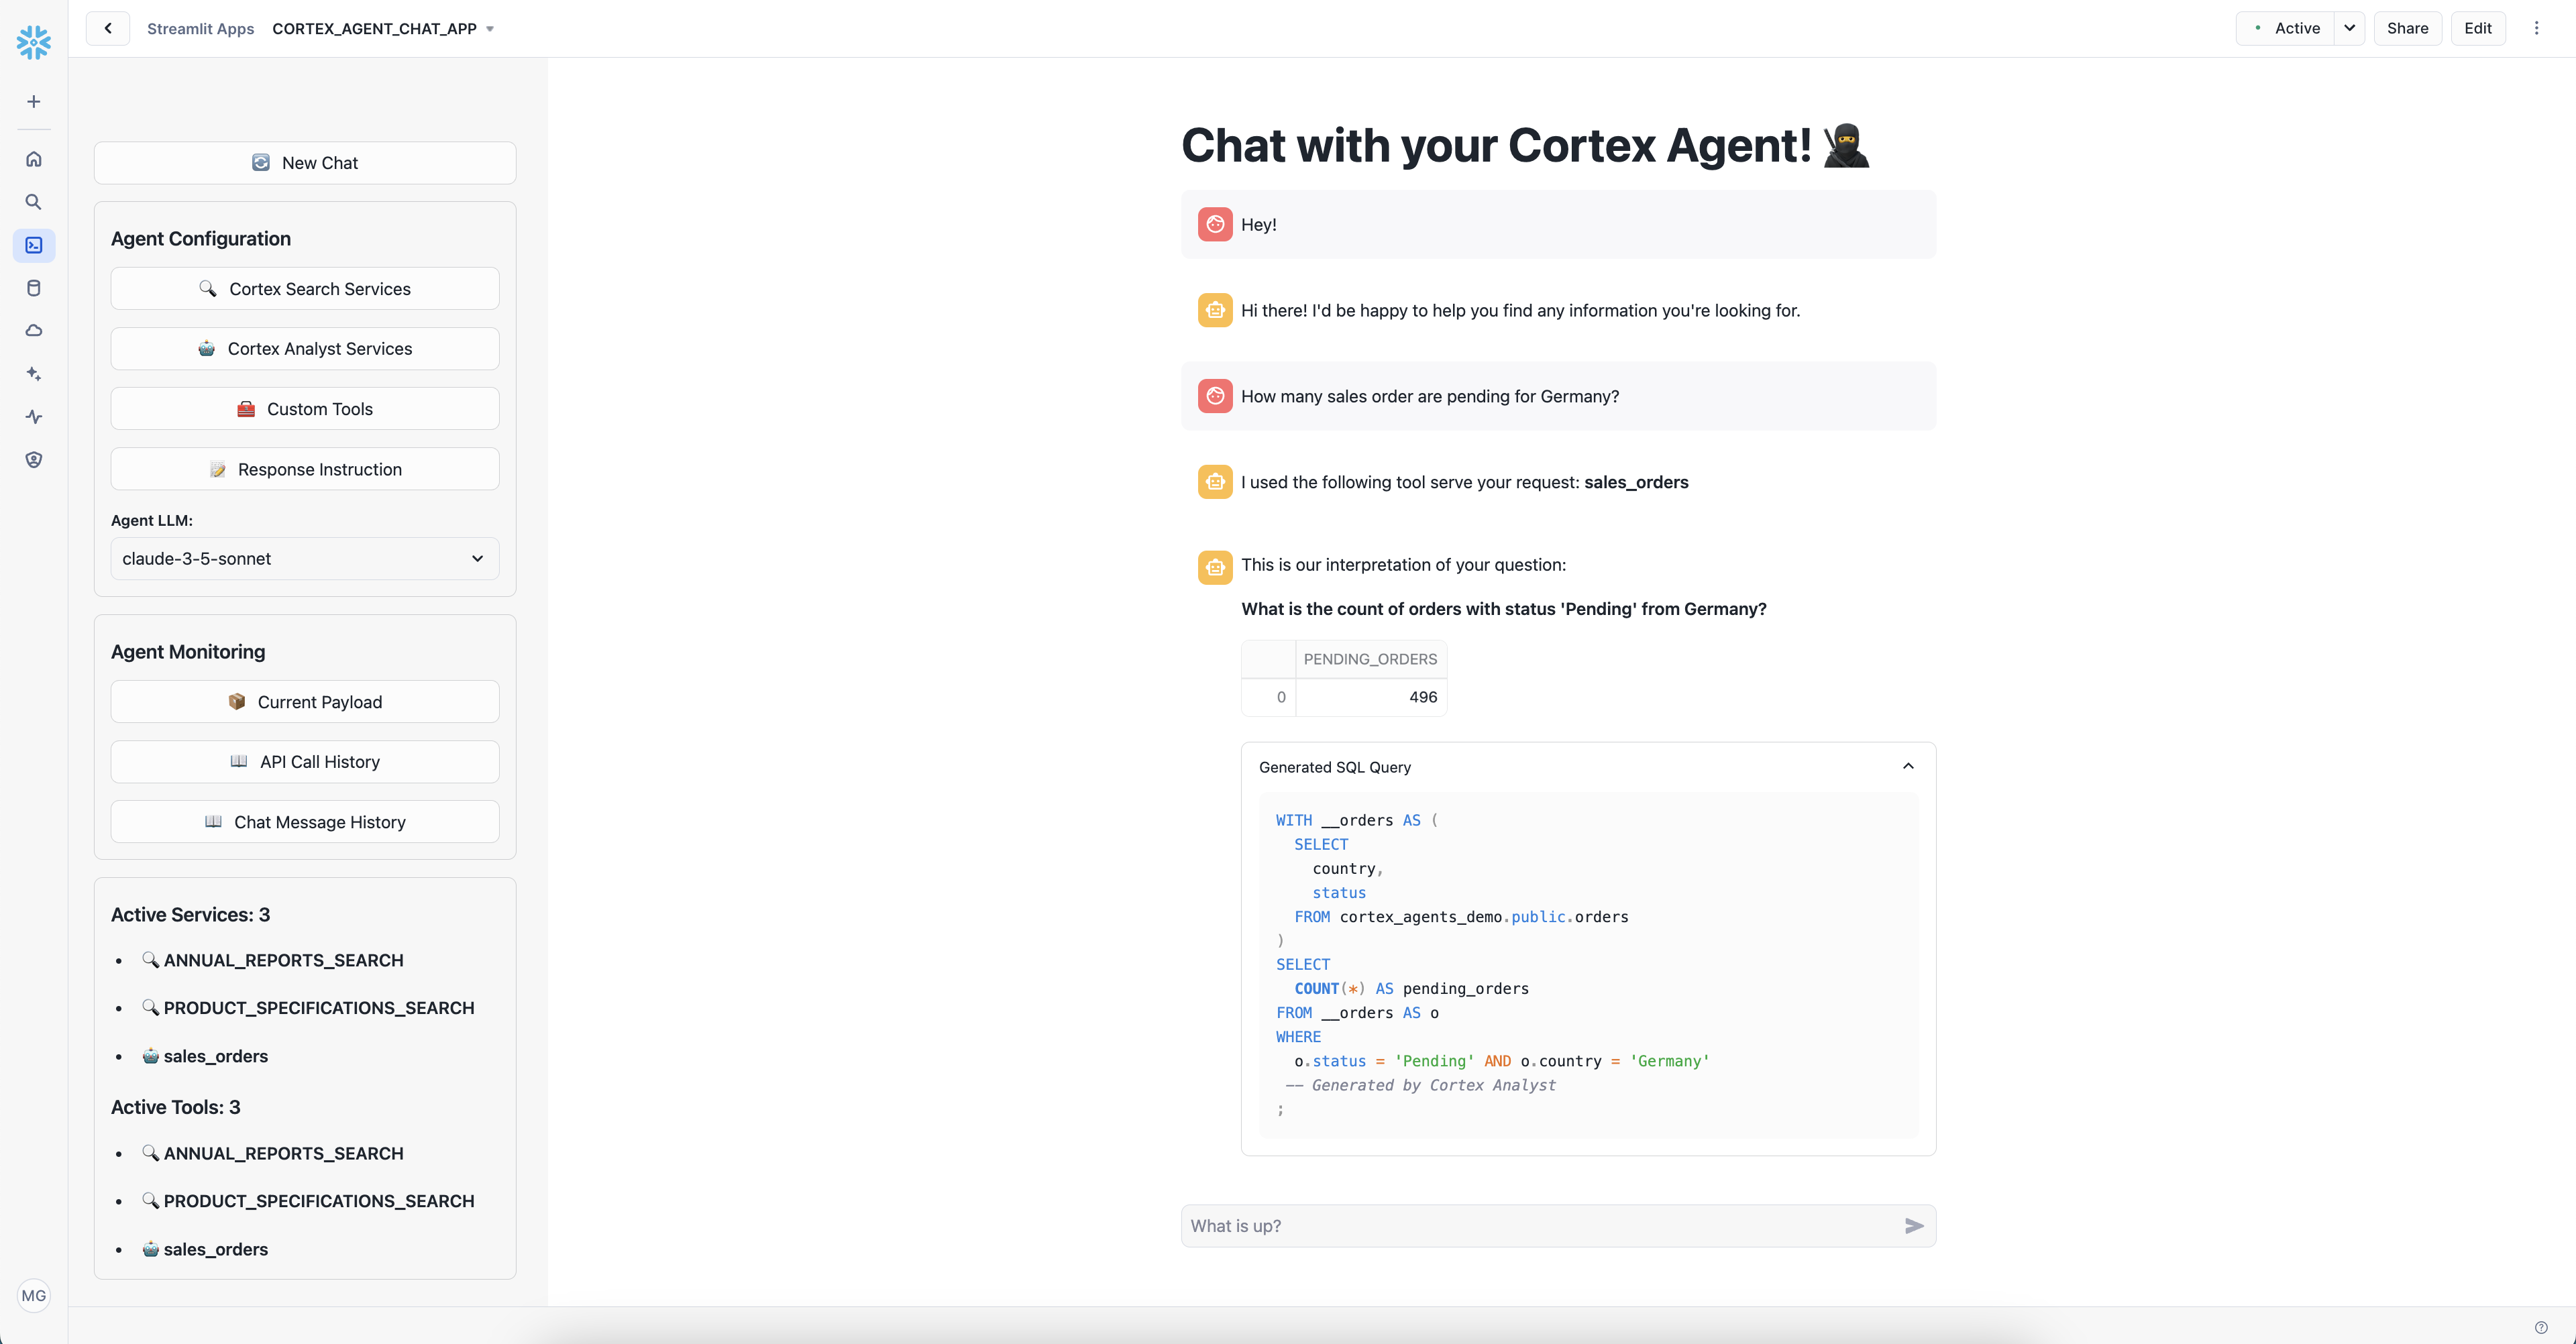 Streamlit Apps CORTEX_AGENT_CHAT_APP
Active
Share
Edit
New Chat
Agent Configuration
Cortex Search Services
Cortex Analyst Services
Custom Tools
Response Instruction
Agent LLM:
claude-3-5-sonnet
Agent Monitoring
Current Payload
API Call History
Chat Message History
Active Services: 3
ANNUAL_REPORTS_SEARCH
PRODUCT_SPECIFICATIONS_SEARCH
sales_orders
Active Tools: 3
ANNUAL_REPORTS_SEARCH
PRODUCT_SPECIFICATIONS_SEARCH
sales_orders
MG
Chat with your Cortex Agent!
Hey!
Hi there! I'd be happy to help you find any information you're looking for.
How many sales order are pending for Germany?
I used the following tool serve your request: sales_orders
This is our interpretation of your question:
What is the count of orders with status 'Pending' from Germany?
PENDING_ORDERS
0 496
Generated SQL Query
WITH __orders AS (
SELECT
country,
status
FROM cortex_agents_demo.public.orders
)
SELECT
COUNT(*) AS pending_orders
FROM __orders AS o
WHERE
o.status = 'Pending' AND o.country = 'Germany'
-- Generated by Cortex Analyst
;
What is up?